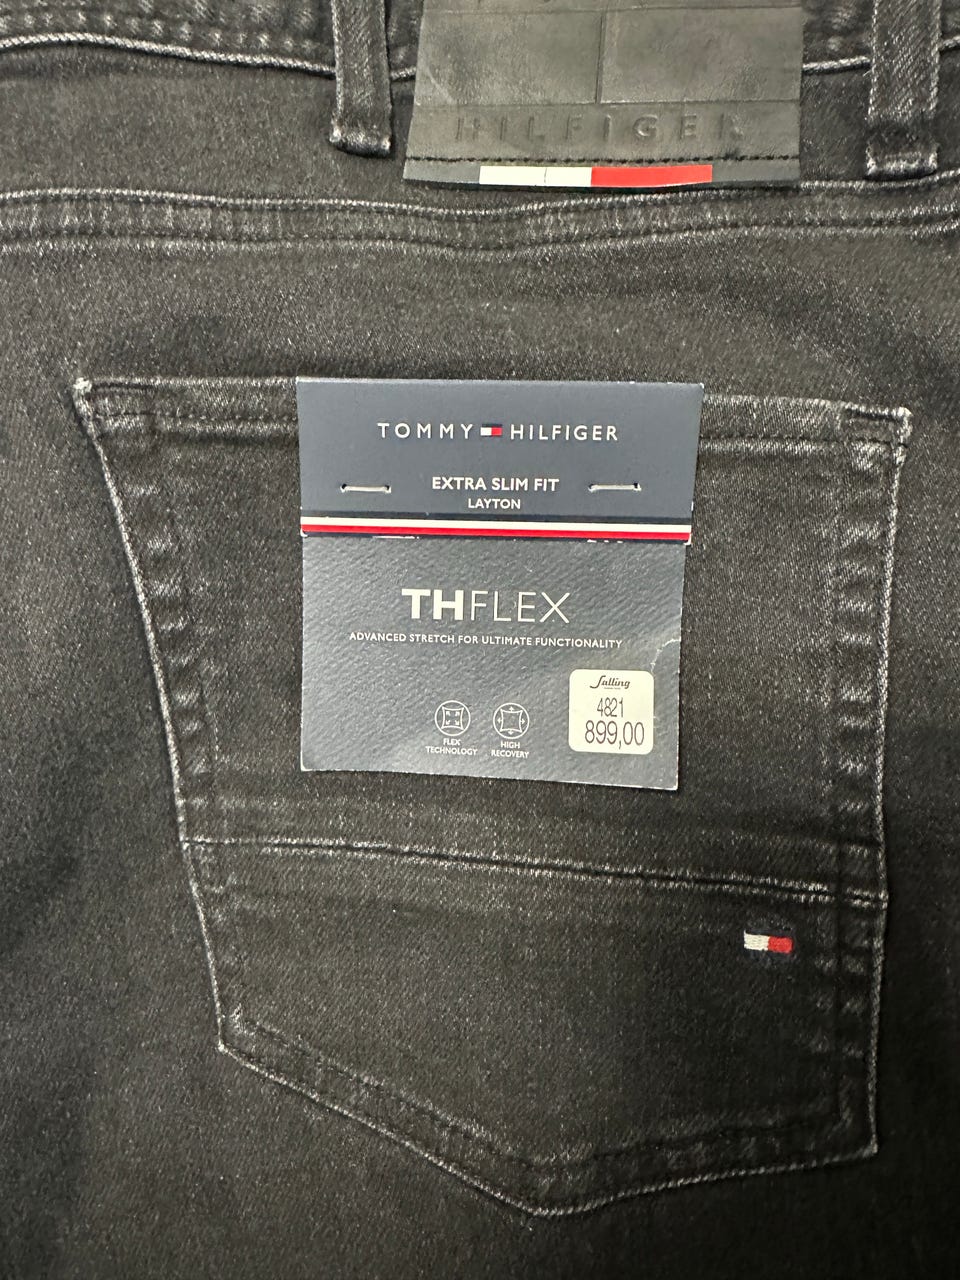 HILFIGER
TOMMY HILFIGER
EXTRA SLIM FIT
LAYTON
THFLEX
ADVANCED STRETCH FOR ULTIMATE FUNCTIONALITY
FLEX
TECHNOLOGY
HIGH
RECOVERY
Salling
4821
899,00